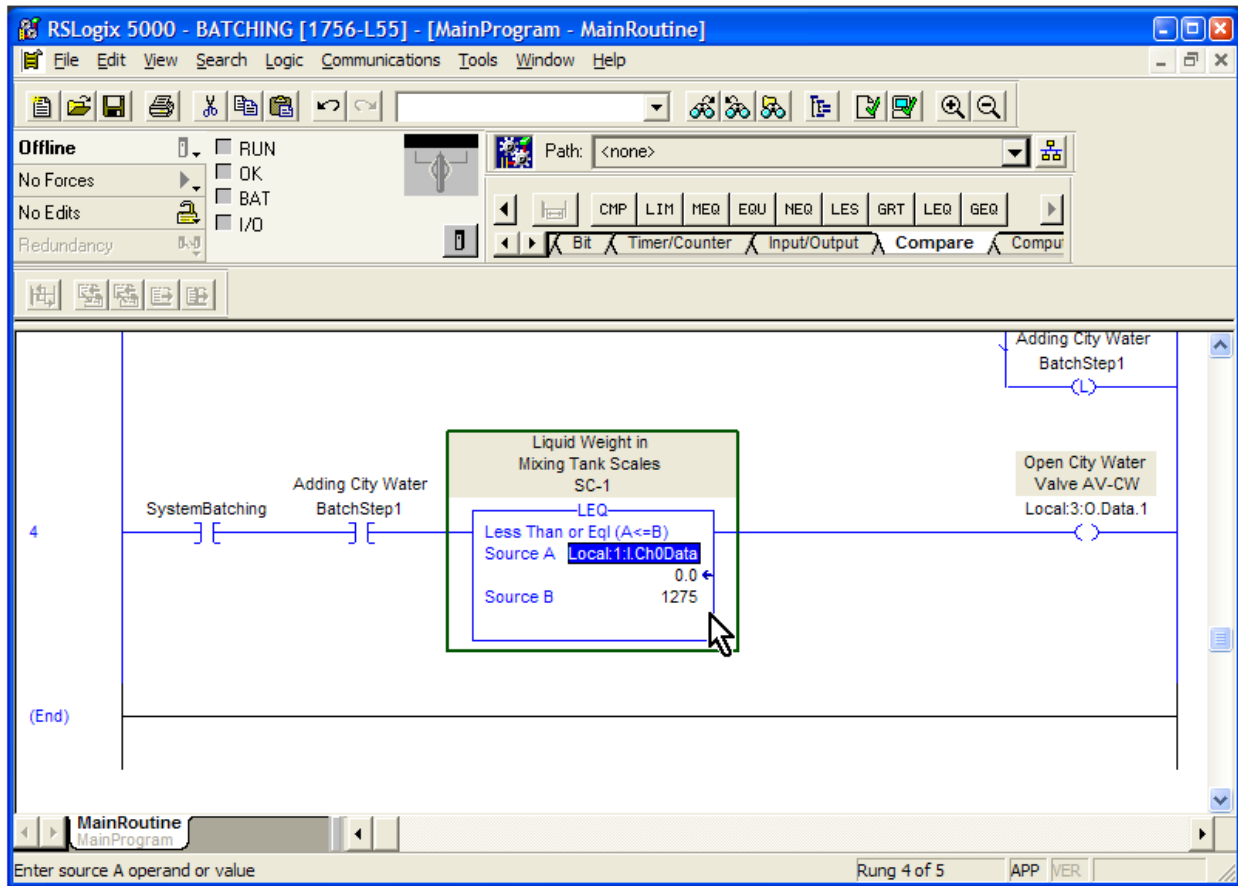 RSLogix 5000 - BATCHING [1756-L55] - [MainProgram - MainRoutine]
File Edit View Search Logic Communications Tools Window Help
Offline
RUN
Path: <none>
No Forces
OK
No Edits
BAT
CMP LIM MEQ EQU NEQ LES GRT LEQ GEQ
I/O
Redundancy
Bit Timer/Counter Input/Output Compare Comput
Adding City Water
BatchStep1
L
Liquid Weight in
Mixing Tank Scales
SC-1
Open City Water
Valve AV-CW
Adding City Water
SystemBatching
BatchStep1
LEQ
Local:3:O.Data.1
4
Less Than or Eql (A<=B)
Source A Local:1:I.Ch0Data
0.0
Source B 1275
(End)
MainRoutine
MainProgram
Enter source A operand or value
Rung 4 of 5
APP VER